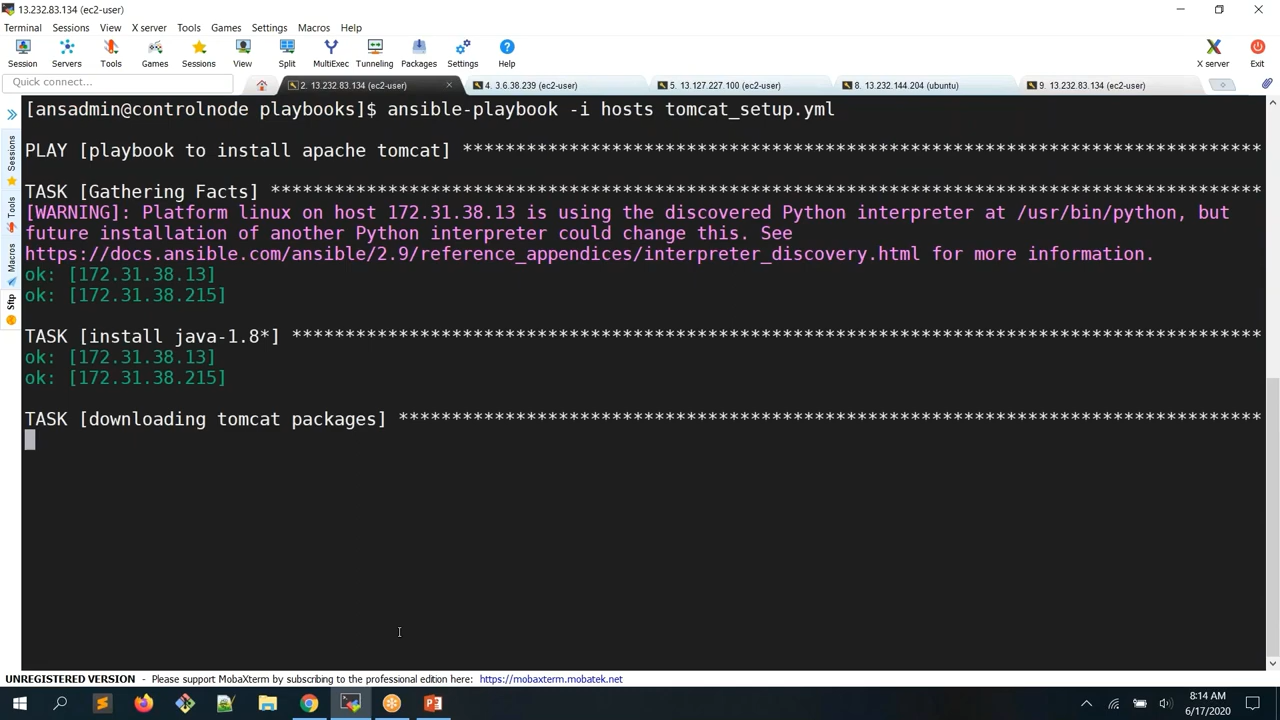 13.232.83.134 (ec2-user)
Terminal Sessions View X server Tools Games Settings Macros Help
Session Servers Tools Games Sessions View Split MultiExec Tunneling Packages Settings Help X server Exit
Quick connect...
2. 13.232.83.134 (ec2-user)
4. 3.6.38.239 (ec2-user)
5. 13.127.227.100 (ec2-user)
8. 13.232.144.204 (ubuntu)
9. 13.232.83.134 (ec2-user)
Sessions
Tools
Macros
Sftp
[ansadmin@controlnode playbooks]$ ansible-playbook -i hosts tomcat_setup.yml
PLAY [playbook to install apache tomcat] ***************************************************************************
TASK [Gathering Facts] *********************************************************************************************
[WARNING]: Platform linux on host 172.31.38.13 is using the discovered Python interpreter at /usr/bin/python, but
future installation of another Python interpreter could change this. See
https://docs.ansible.com/ansible/2.9/reference_appendices/interpreter_discovery.html for more information.
ok: [172.31.38.13]
ok: [172.31.38.215]
TASK [install java-1.8*] *******************************************************************************************
ok: [172.31.38.13]
ok: [172.31.38.215]
TASK [downloading tomcat packages] *********************************************************************************
UNREGISTERED VERSION - Please support MobaXterm by subscribing to the professional edition here: https://mobaxterm.mobatek.net
8:14 AM
6/17/2020